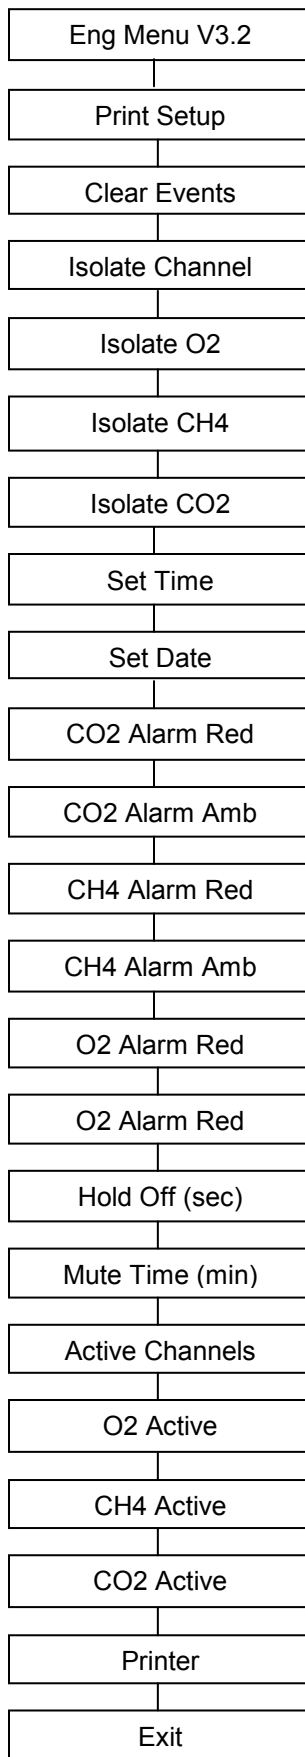 Eng Menu V3.2
Print Setup
Clear Events
Isolate Channel
Isolate O2
Isolate CH4
Isolate CO2
Set Time
Set Date
CO2 Alarm Red
CO2 Alarm Amb
CH4 Alarm Red
CH4 Alarm Amb
O2 Alarm Red
O2 Alarm Red
Hold Off (sec)
Mute Time (min)
Active Channels
O2 Active
CH4 Active
CO2 Active
Printer
Exit